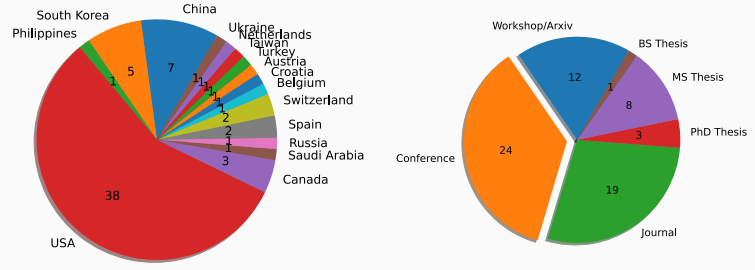 China
South Korea
Philippines
Ukraine
Netherlands
Taiwan
Turkey
Austria
Croatia
Belgium
Switzerland
Spain
Russia
Saudi Arabia
Canada
USA
7
5
1
1
1
1
1
1
1
1
2
2
1
1
3
38
Workshop/Arxiv
BS Thesis
MS Thesis
PhD Thesis
Journal
Conference
12
1
8
3
19
24